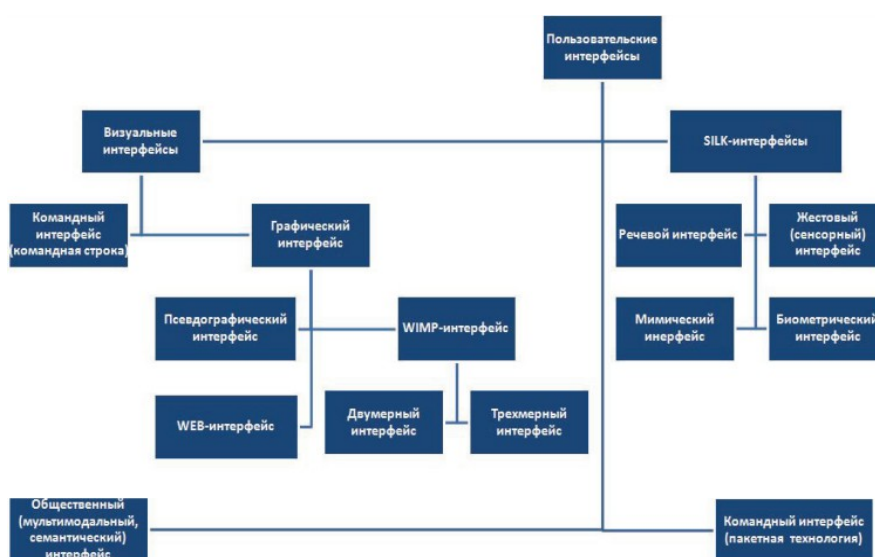 Пользовательские
интерфейсы
Визуальные
интерфейсы
SILK-интерфейсы
Командный
интерфейс
(командная строка)
Графический
интерфейс
Речевой интерфейс
Жестовый
(сенсорный)
интерфейс
Псевдографический
интерфейс
WIMP-интерфейс
Мимический
инерфейс
Биометрический
интерфейс
WEB-интерфейс
Двумерный
интерфейс
Трехмерный
интерфейс
Общественный
(мультимодальный,
семантический)
интерфейс
Командный интерфейс
(пакетная технология)